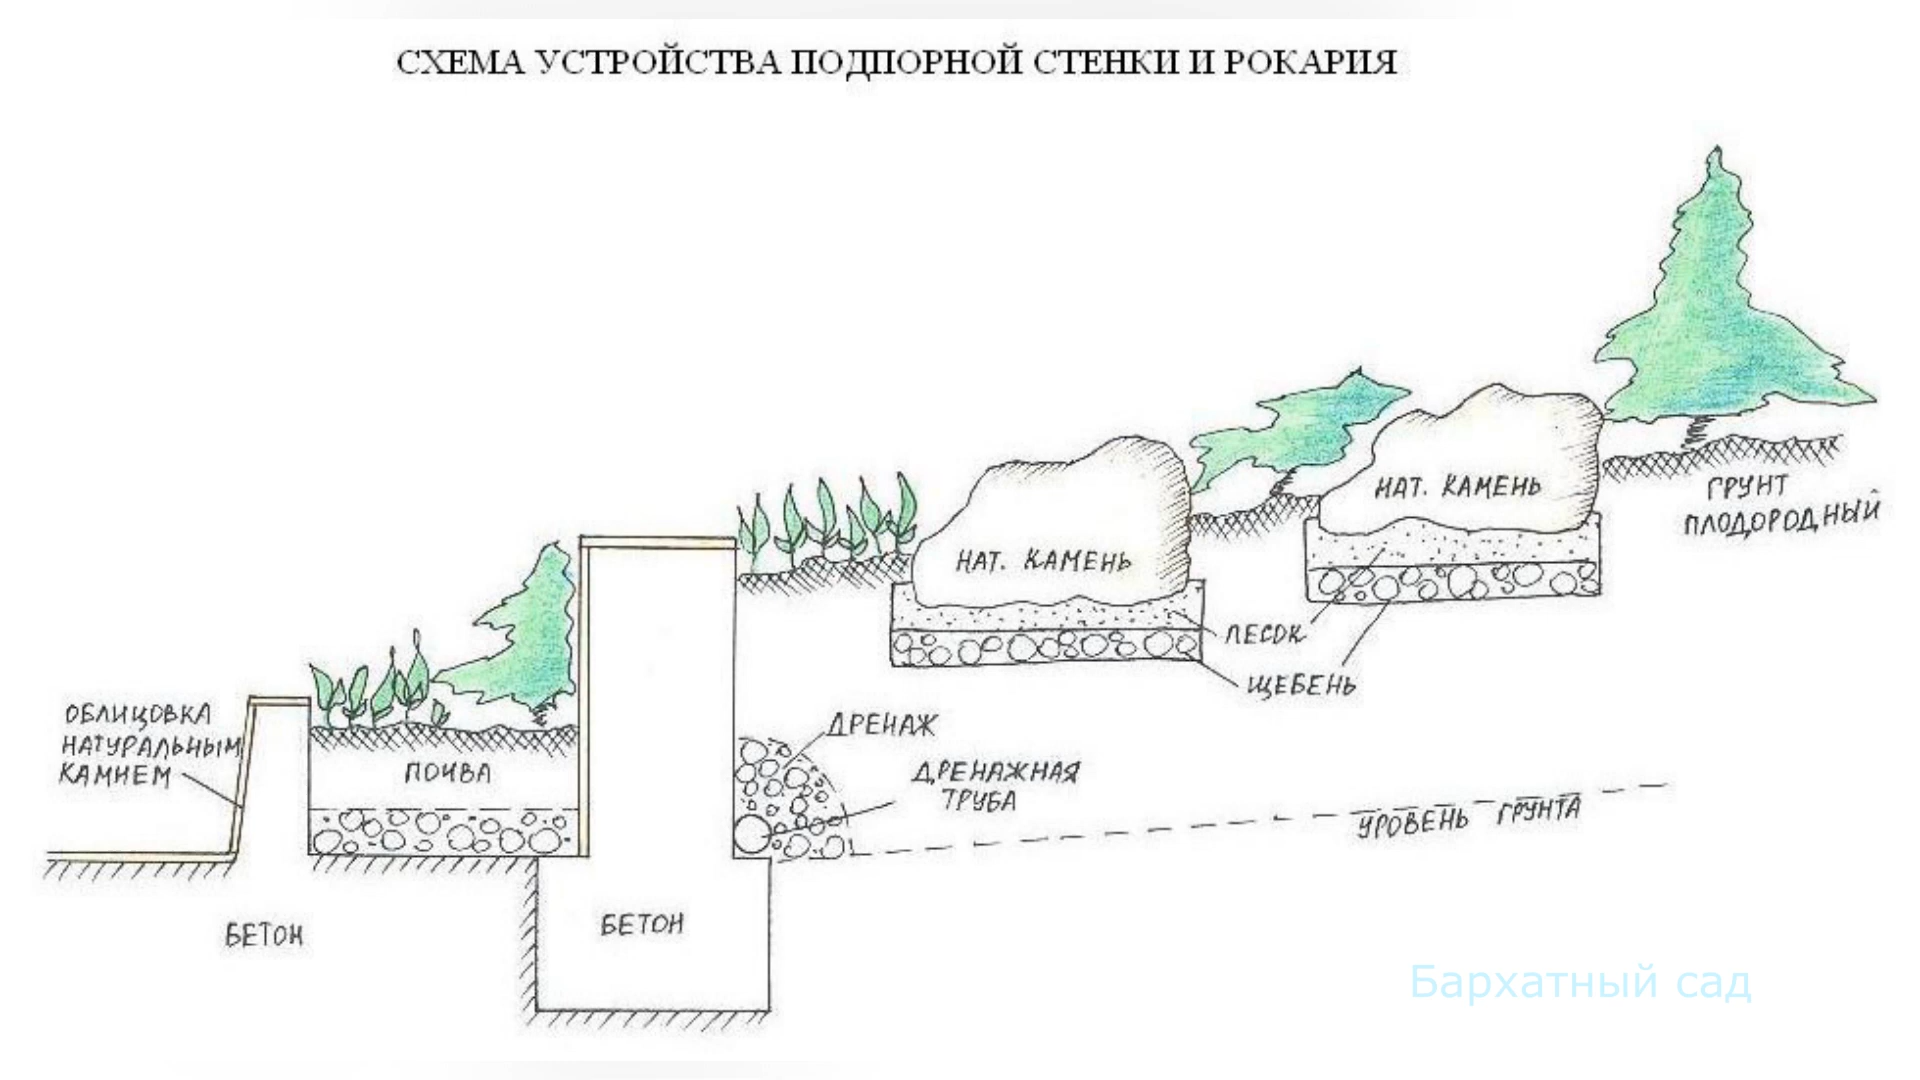 СХЕМА УСТРОЙСТВА ПОДПОРНОЙ СТЕНКИ И РОКАРИЯ
НАТ. КАМЕНЬ
ГРУНТ
ПЛОДОРОДНЫЙ
НАТ. КАМЕНЬ
ПЕСОК
ЩЕБЕНЬ
ОБЛИЦОВКА
НАТУРАЛЬНЫМ
КАМНЕМ
ПОЧВА
ДРЕНАЖ
ДРЕНАЖНАЯ
ТРУБА
УРОВЕНЬ ГРУНТА
БЕТОН
БЕТОН
Бархатный сад